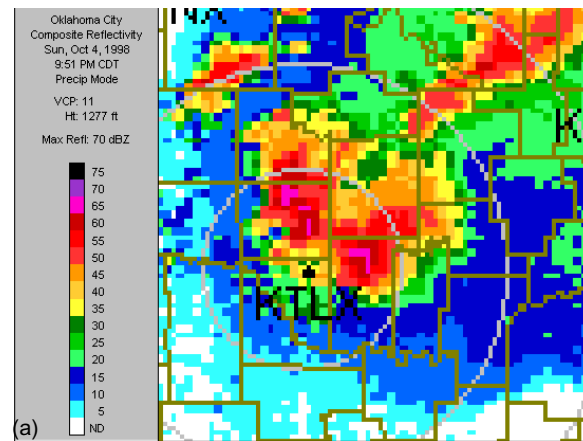 Oklahoma City
Composite Reflectivity
Sun, Oct 4, 1998
9:51 PM CDT
Precip Mode
VCP: 11
Ht: 1277 ft
Max Refl: 70 dBZ
75
70
65
60
55
50
45
40
35
30
25
20
15
10
5
ND
(a)
KTLX